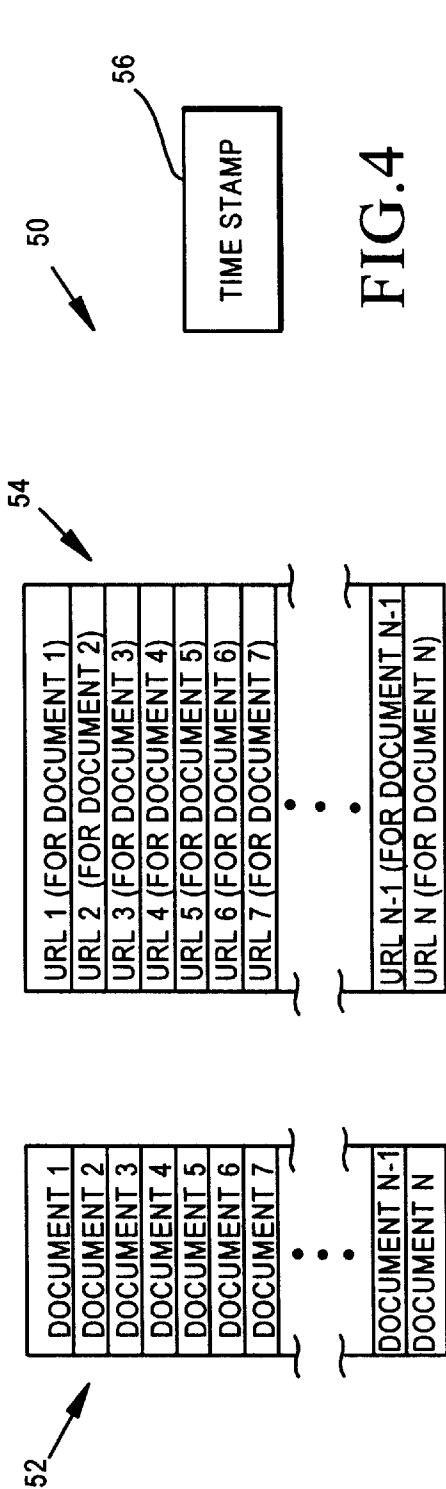 50
52
DOCUMENT 1
DOCUMENT 2
DOCUMENT 3
DOCUMENT 4
DOCUMENT 5
DOCUMENT 6
DOCUMENT 7
DOCUMENT N-1
DOCUMENT N
54
URL 1 (FOR DOCUMENT 1)
URL 2 (FOR DOCUMENT 2)
URL 3 (FOR DOCUMENT 3)
URL 4 (FOR DOCUMENT 4)
URL 5 (FOR DOCUMENT 5)
URL 6 (FOR DOCUMENT 6)
URL 7 (FOR DOCUMENT 7)
URL N-1 (FOR DOCUMENT N-1
URL N (FOR DOCUMENT N)
56
TIME STAMP
FIG.4